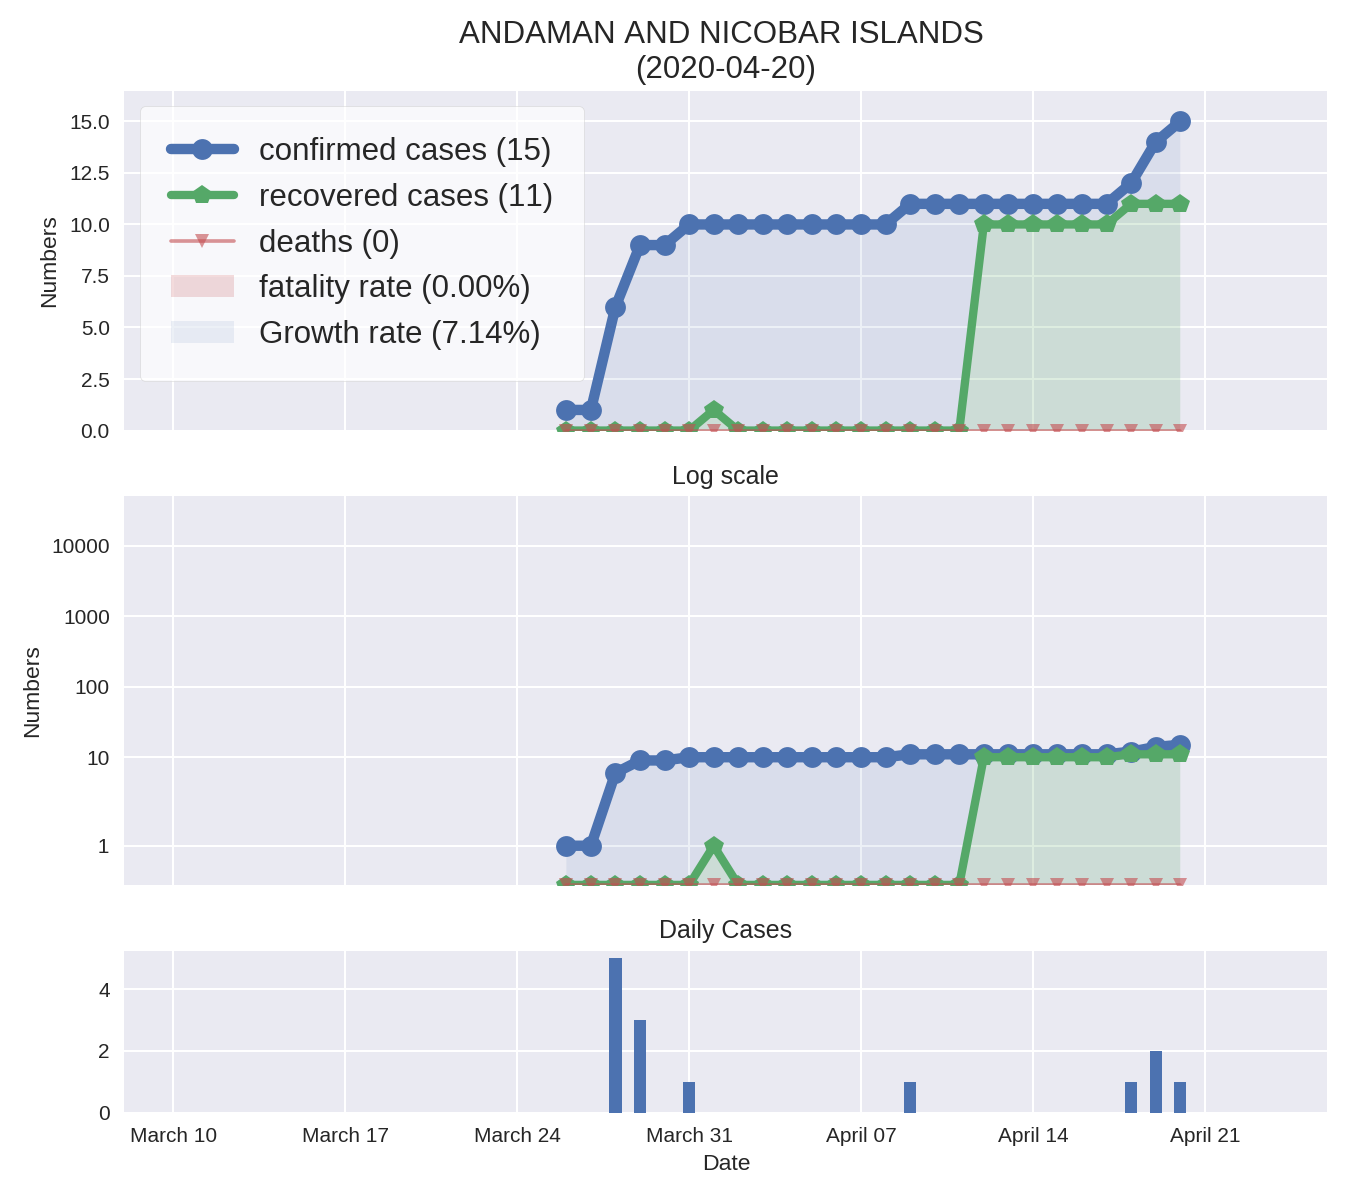 ANDAMAN AND NICOBAR ISLANDS
(2020-04-20)
confirmed cases (15)
recovered cases (11)
deaths (0)
fatality rate (0.00%)
Growth rate (7.14%)
Numbers
15.0
12.5
10.0
7.5
5.0
2.5
0.0
Log scale
Numbers
10000
1000
100
10
1
Daily Cases
4
2
0
March 10 March 17 March 24 March 31 April 07 April 14 April 21
Date